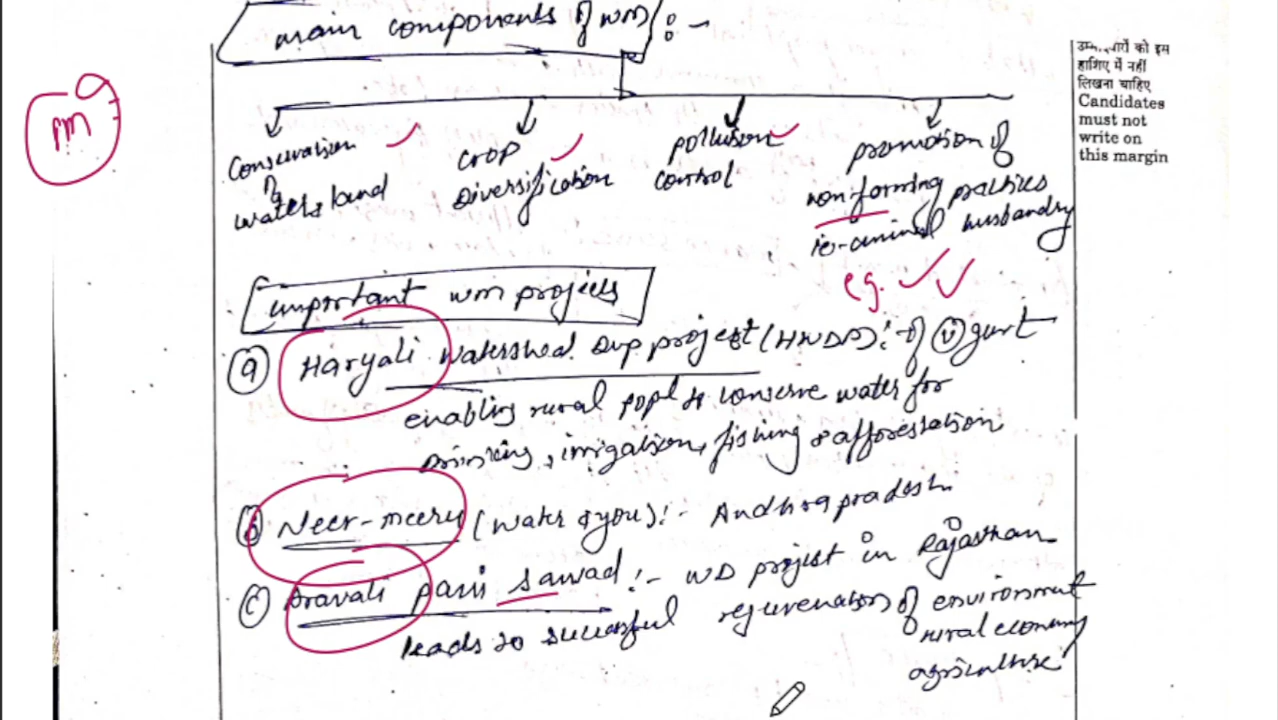 main components of WM :-
उम्मीदवारों को इस
हाशिए में नहीं
लिखना चाहिए
Candidates
must not
write on
this margin
Conservation
of
water & land
crop
Diversification
pollution
control
promotion of
non-farming practices
ie-animal husbandry
eg.
Important WM projects
(a) Haryali Watershed Dvp project (HWDP): of (U) govt
enabling rural popl to conserve water for
drinking, irrigation, fishing & afforestation
(b) Neer-meeru (water & you):- Andhra pradesh
(c) Aravali pani sansad:- WD project in Rajasthan
leads to successful rejuvenation of environment
rural economy
agriculture